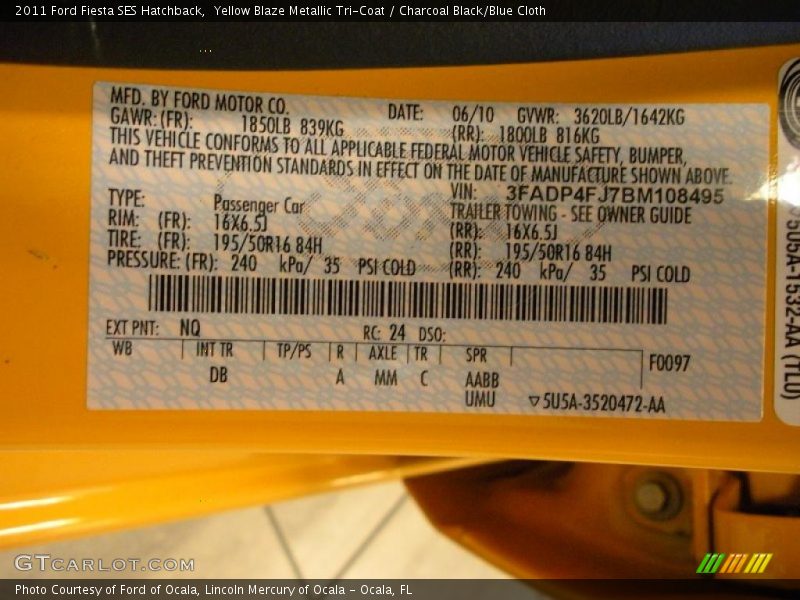 2011 Ford Fiesta SES Hatchback,  Yellow Blaze Metallic Tri-Coat / Charcoal Black/Blue Cloth
MFD. BY FORD MOTOR CO.
DATE: 06/10 GVWR: 3620LB/1642KG
GAWR: (FR): 1850LB 839KG (RR): 1800LB 816KG
THIS VEHICLE CONFORMS TO ALL APPLICABLE FEDERAL MOTOR VEHICLE SAFETY, BUMPER,
AND THEFT PREVENTION STANDARDS IN EFFECT ON THE DATE OF MANUFACTURE SHOWN ABOVE.
VIN: 3FADP4FJ7BM108495
TYPE: Passenger Car TRAILER TOWING - SEE OWNER GUIDE
RIM: (FR): 16X6.5J (RR): 16X6.5J
TIRE: (FR): 195/50R16 84H (RR): 195/50R16 84H
PRESSURE: (FR): 240 kPa/ 35 PSI COLD (RR): 240 kPa/ 35 PSI COLD
EXT PNT: NQ RC: 24 DSO:
WB INT TR TP/PS R AXLE TR SPR F0097
DB A MM C AABB
UMU ▽5U5A-3520472-AA
5U5A-1532-AA (TL0)
GTCARLOT.COM
Photo Courtesy of Ford of Ocala, Lincoln Mercury of Ocala - Ocala, FL